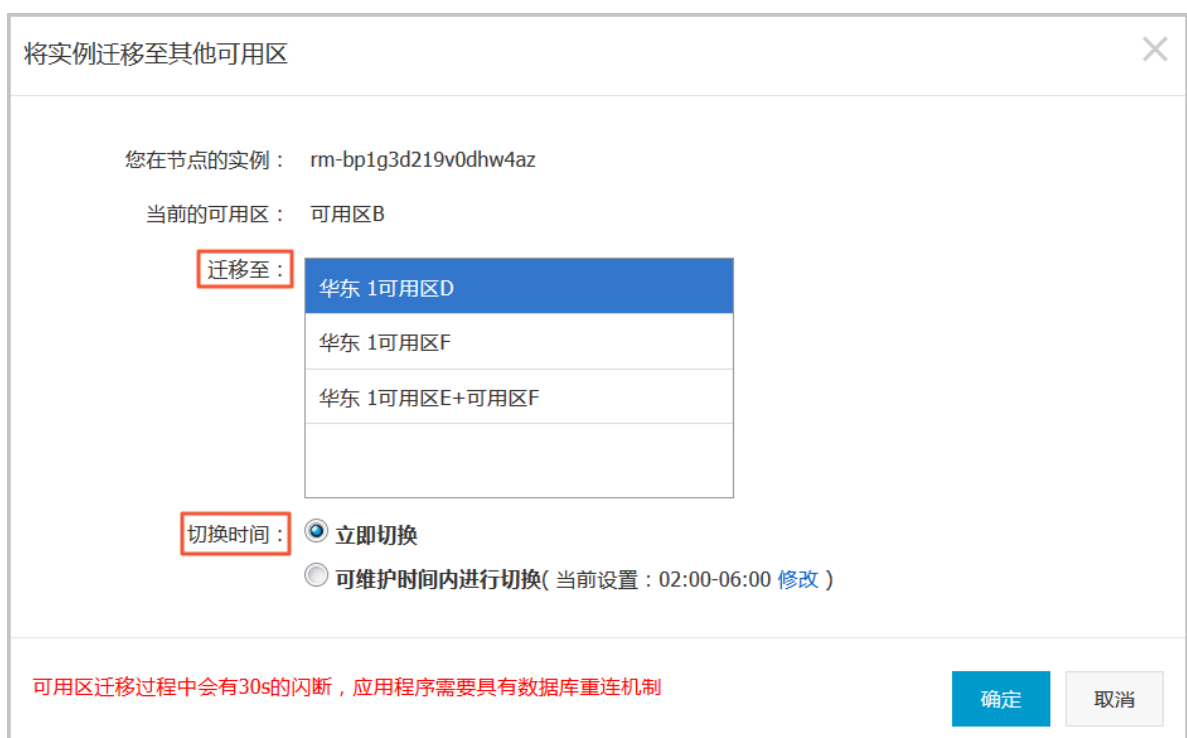 将实例迁移至其他可用区
您在节点的实例： rm-bp1g3d219v0dhw4az
当前的可用区： 可用区B
迁移至：
华东 1可用区D
华东 1可用区F
华东 1可用区E+可用区F
切换时间： 立即切换
可维护时间内进行切换( 当前设置：02:00-06:00 修改 )
可用区迁移过程中会有30s的闪断，应用程序需要具有数据库重连机制
确定 取消